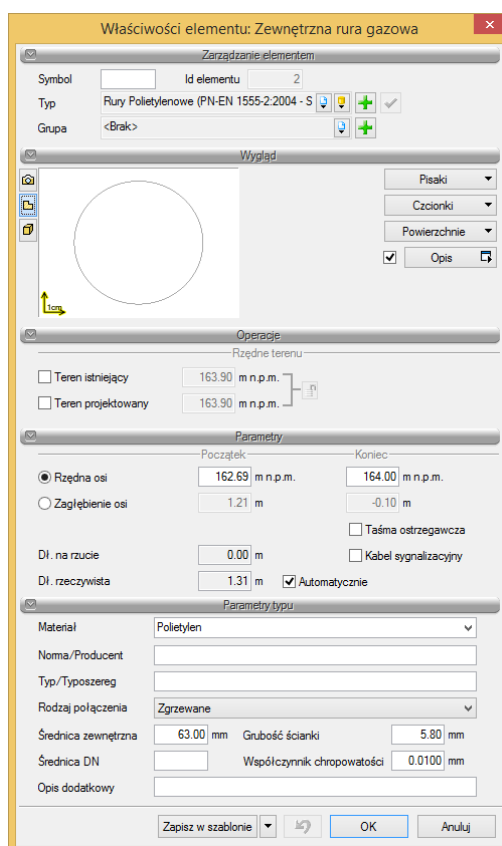 Właściwości elementu: Zewnętrzna rura gazowa
Zarządzanie elementem
Symbol Id elementu 2
Typ Rury Polietylenowe (PN-EN 1555-2:2004 - S
Grupa <Brak>
Wygląd
Pisaki
Czcionki
Powierzchnie
Opis
1cm
Operacje
Rzędne terenu
Teren istniejący 163.90 m n.p.m.
Teren projektowany 163.90 m n.p.m.
Parametry
Początek Koniec
Rzędna osi 162.69 m n.p.m. 164.00 m n.p.m.
Zagłębienie osi 1.21 m -0.10 m
Taśma ostrzegawcza
Dł. na rzucie 0.00 m Kabel sygnalizacyjny
Dł. rzeczywista 1.31 m Automatycznie
Parametry typu
Materiał Polietylen
Norma/Producent
Typ/Typoszereg
Rodzaj połączenia Zgrzewane
Średnica zewnętrzna 63.00 mm Grubość ścianki 5.80 mm
Średnica DN Współczynnik chropowatości 0.0100 mm
Opis dodatkowy
Zapisz w szablonie OK Anuluj